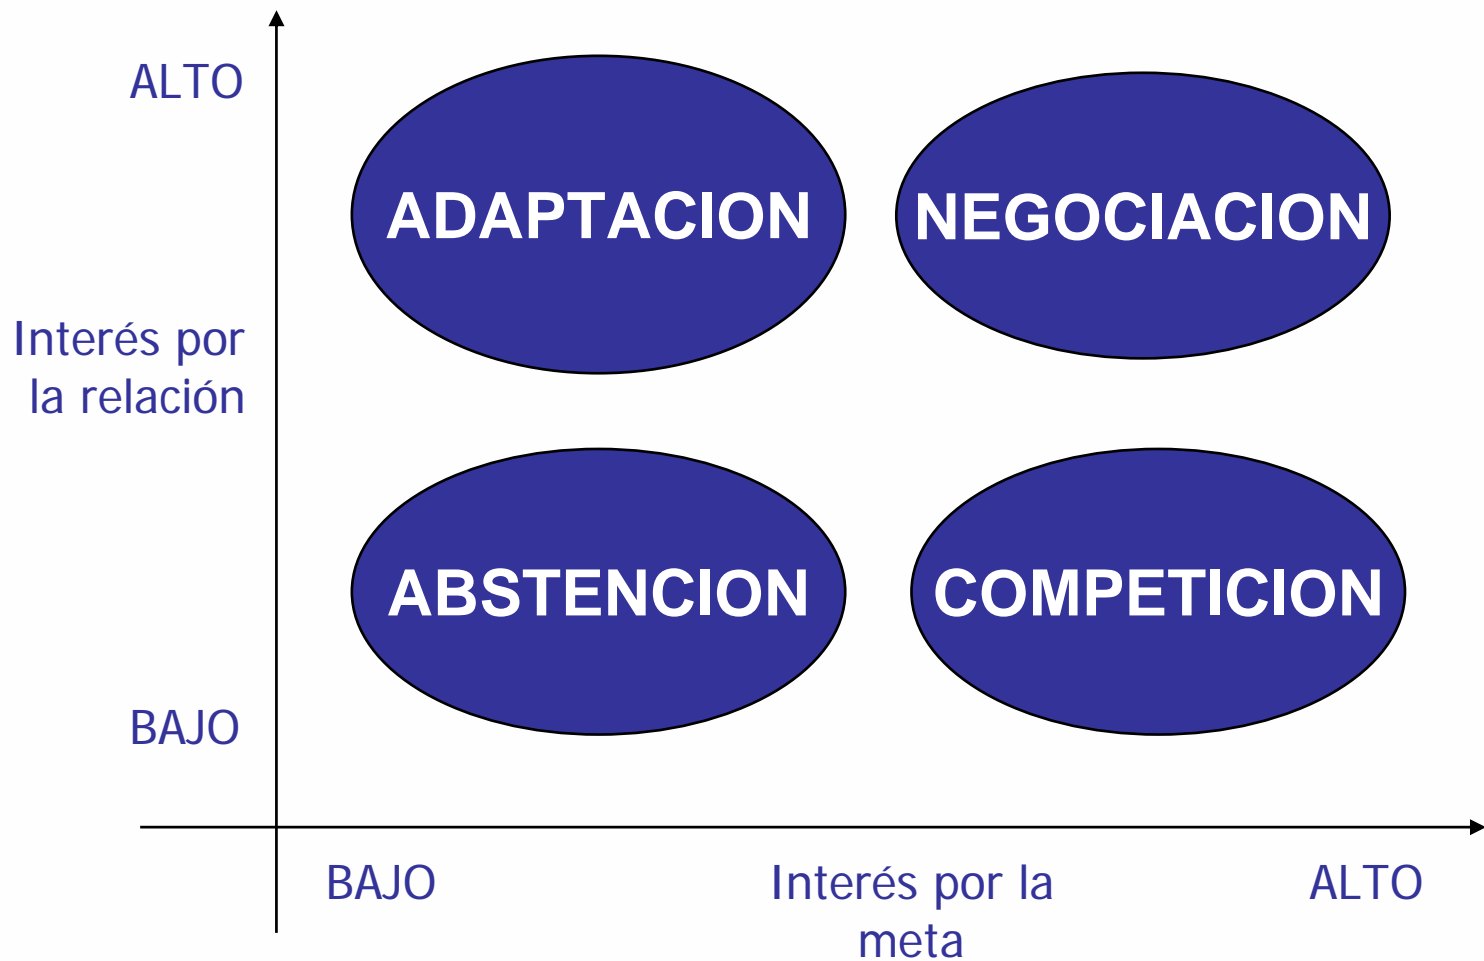 ALTO
ADAPTACION
NEGOCIACION
Interés por
la relación
ABSTENCION
COMPETICION
BAJO
BAJO
Interés por la
meta
ALTO